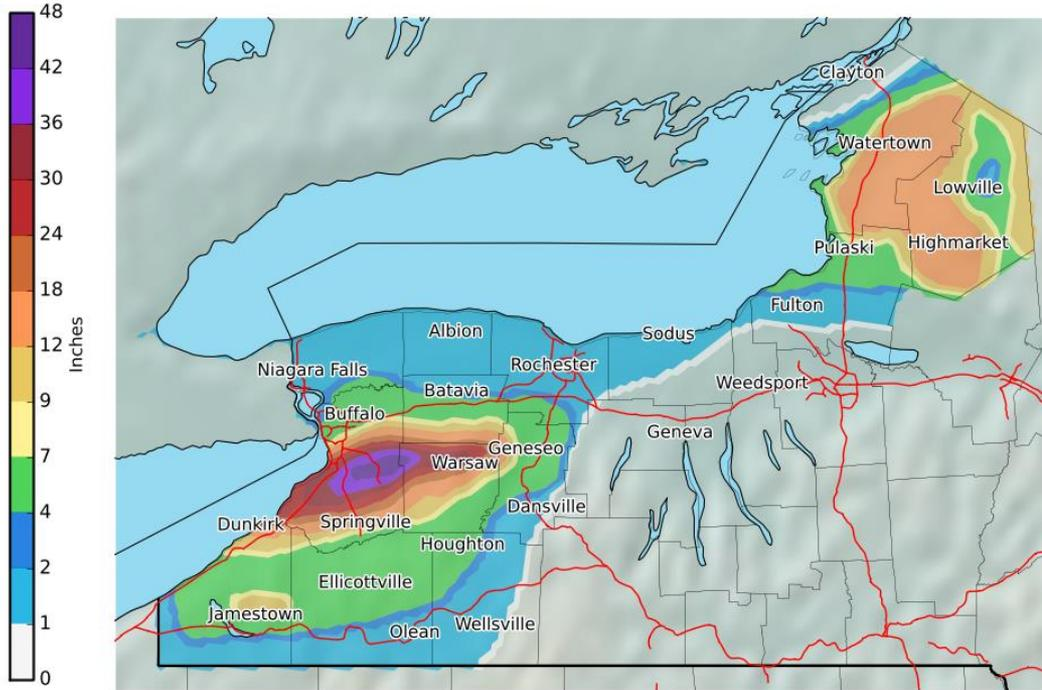 48
42
36
30
24
18
12
9
7
4
2
1
0
Inches
Clayton
Watertown
Lowville
Pulaski
Highmarket
Fulton
Albion
Sodus
Niagara Falls
Rochester
Batavia
Weedsport
Buffalo
Geneva
Geneseo
Warsaw
Dansville
Dunkirk
Springville
Houghton
Ellicottville
Jamestown
Olean
Wellsville